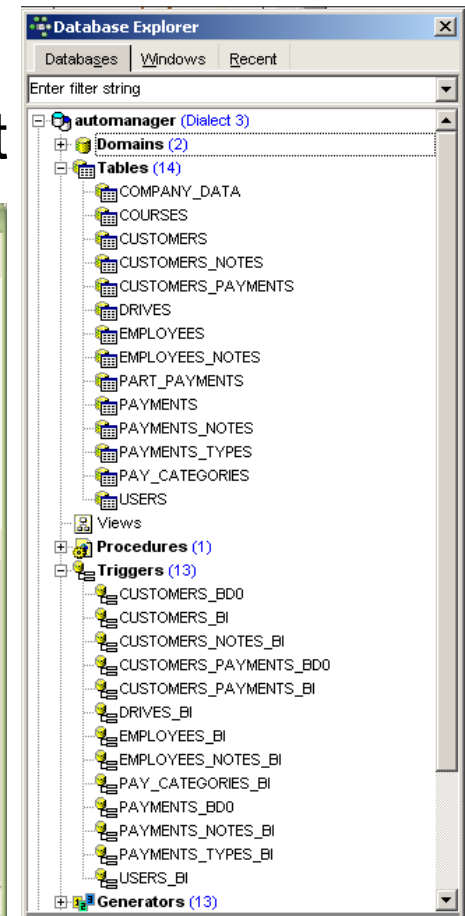 Database Explorer
Databases Windows Recent
Enter filter string
t
automanager (Dialect 3)
Domains (2)
Tables (14)
COMPANY_DATA
COURSES
CUSTOMERS
CUSTOMERS_NOTES
CUSTOMERS_PAYMENTS
DRIVES
EMPLOYEES
EMPLOYEES_NOTES
PART_PAYMENTS
PAYMENTS
PAYMENTS_NOTES
PAYMENTS_TYPES
PAY_CATEGORIES
USERS
Views
Procedures (1)
Triggers (13)
CUSTOMERS_BD0
CUSTOMERS_BI
CUSTOMERS_NOTES_BI
CUSTOMERS_PAYMENTS_BD0
CUSTOMERS_PAYMENTS_BI
DRIVES_BI
EMPLOYEES_BI
EMPLOYEES_NOTES_BI
PAY_CATEGORIES_BI
PAYMENTS_BD0
PAYMENTS_NOTES_BI
PAYMENTS_TYPES_BI
USERS_BI
Generators (13)